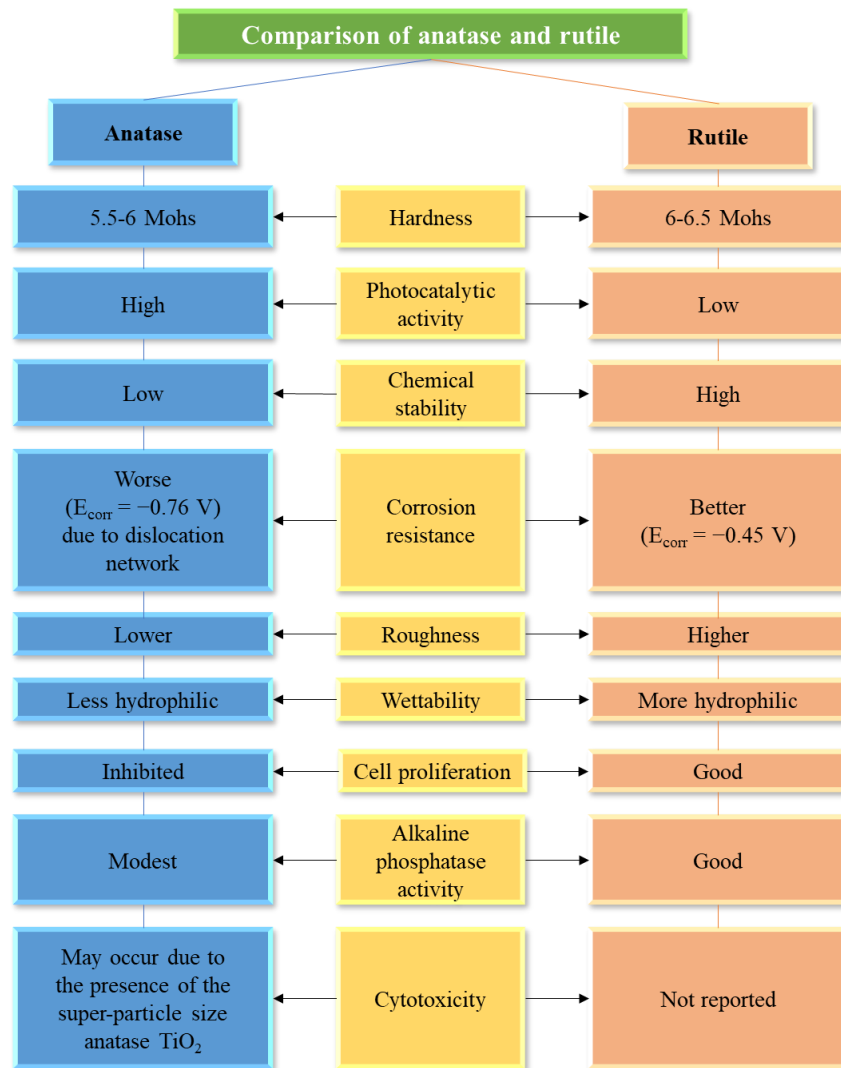 Comparison of anatase and rutile
Anatase
Rutile
5.5-6 Mohs
Hardness
6-6.5 Mohs
High
Photocatalytic
activity
Low
Low
Chemical
stability
High
Worse
(E_corr = −0.76 V)
due to dislocation
network
Corrosion
resistance
Better
(E_corr = −0.45 V)
Lower
Roughness
Higher
Less hydrophilic
Wettability
More hydrophilic
Inhibited
Cell proliferation
Good
Modest
Alkaline
phosphatase
activity
Good
May occur due to
the presence of the
super-particle size
anatase TiO₂
Cytotoxicity
Not reported